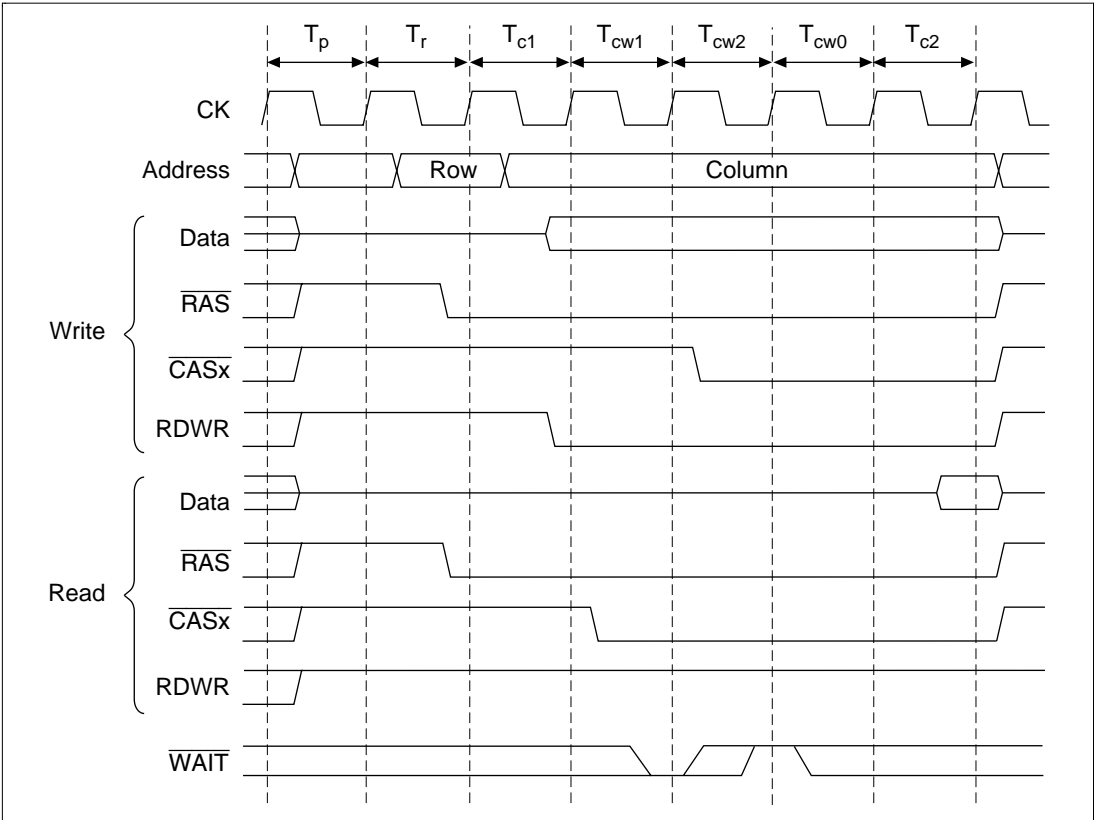 Tp Tr Tc1 Tcw1 Tcw2 Tcw0 Tc2
CK
Address Row Column
Data
RAS
Write
CASx
RDWR
Data
RAS
Read
CASx
RDWR
WAIT